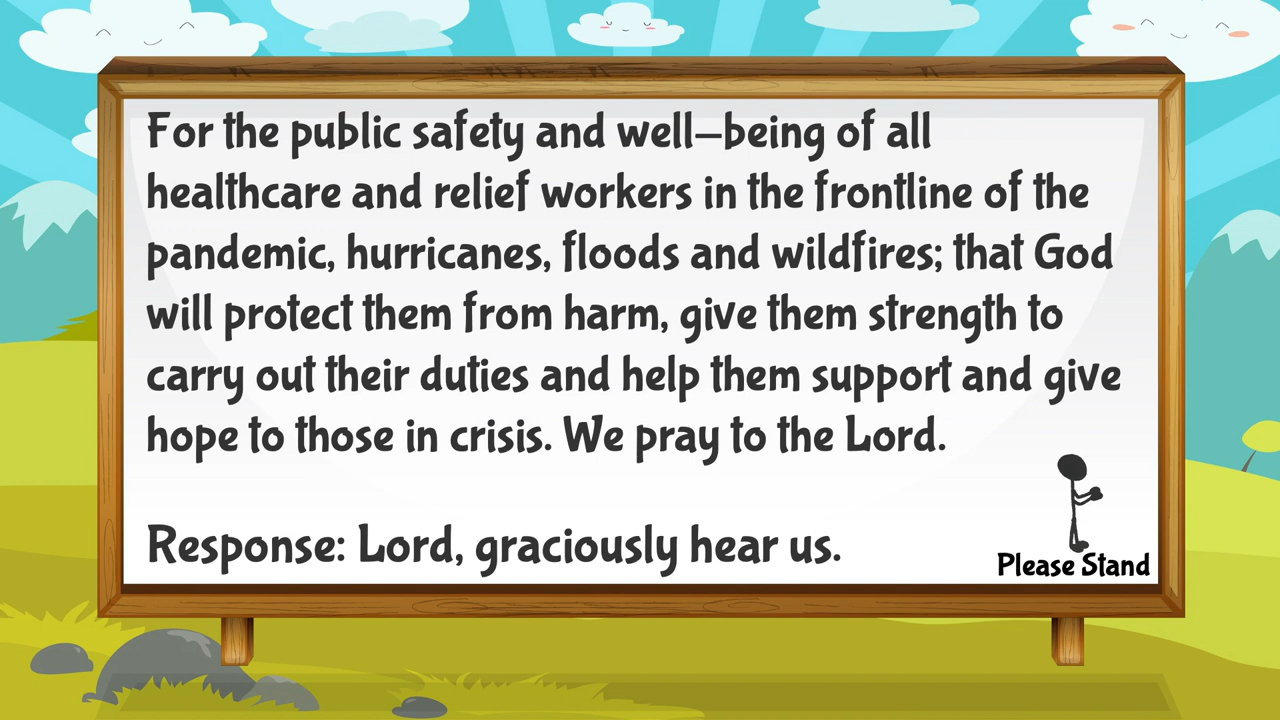 For the public safety and well-being of all
healthcare and relief workers in the frontline of the
pandemic, hurricanes, floods and wildfires; that God
will protect them from harm, give them strength to
carry out their duties and help them support and give
hope to those in crisis. We pray to the Lord.
Response: Lord, graciously hear us.
Please Stand